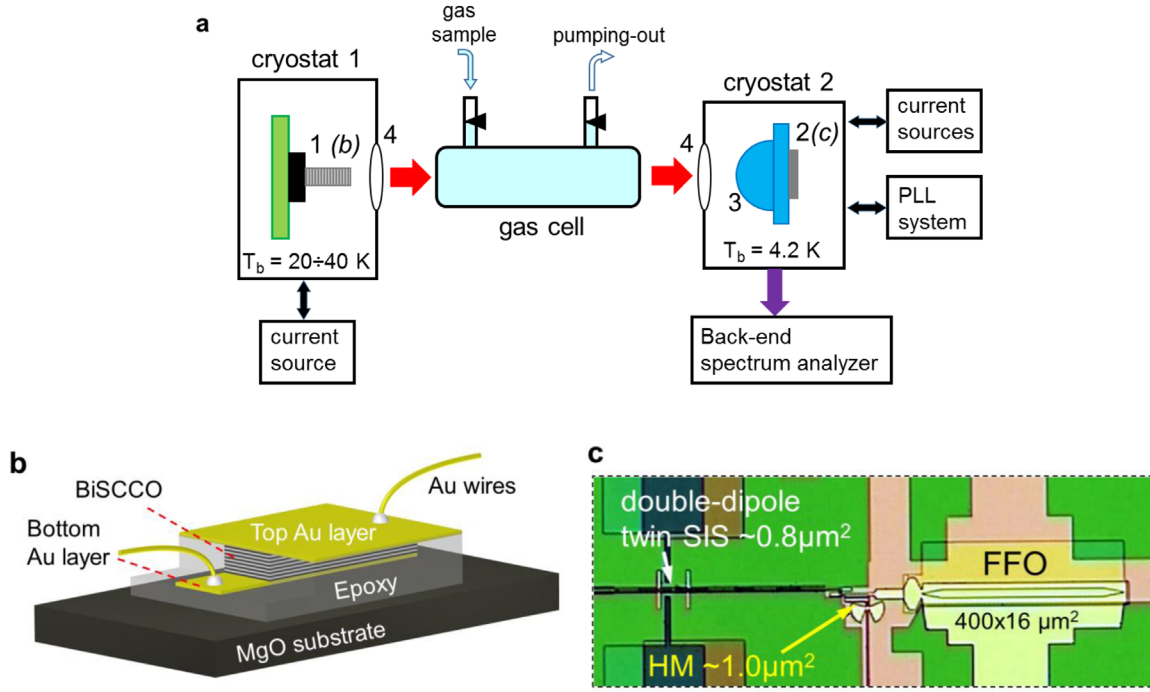 a
gas
sample
pumping-out
cryostat 1
cryostat 2
1 (b)
4
4
2(c)
3
current
sources
PLL
system
gas cell
T_b = 20÷40 K
T_b = 4.2 K
current
source
Back-end
spectrum analyzer
b
BiSCCO
Au wires
Bottom
Au layer
Top Au layer
Epoxy
MgO substrate
c
double-dipole
twin SIS ~0.8µm²
FFO
400x16 µm²
HM ~1.0µm²